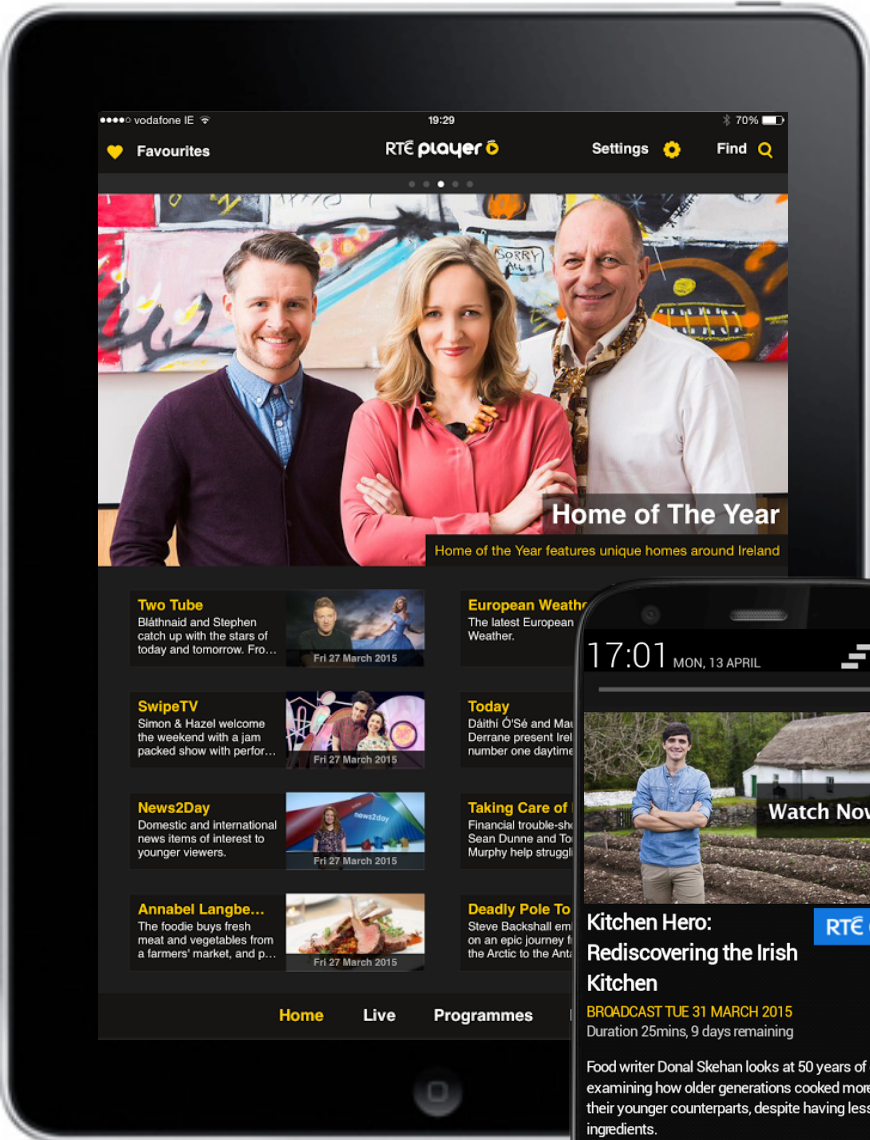 vodafone IE
19:29
70%
Favourites
RTÉ player
Settings
Find
SORRY
ALL
Home of The Year
Home of the Year features unique homes around Ireland
Two Tube
Bláthnaid and Stephen
catch up with the stars of
today and tomorrow. Fro...
Fri 27 March 2015
SwipeTV
Simon & Hazel welcome
the weekend with a jam
packed show with perfor...
Fri 27 March 2015
News2Day
Domestic and international
news items of interest to
younger viewers.
news2day
Fri 27 March 2015
Annabel Langbe...
The foodie buys fresh
meat and vegetables from
a farmers' market, and p...
Fri 27 March 2015
European Weathe
The latest European
Weather.
Today
Dáithí Ó'Sé and Mau
Derrane present Irel
number one daytime
Taking Care of
Financial trouble-sho
Sean Dunne and To
Murphy help struggli
Deadly Pole To
Steve Backshall em
on an epic journey f
the Arctic to the Anta
Home
Live
Programmes
17:01 MON, 13 APRIL
Watch Now
Kitchen Hero:
Rediscovering the Irish
Kitchen
RTÉ
BROADCAST TUE 31 MARCH 2015
Duration 25mins, 9 days remaining
Food writer Donal Skehan looks at 50 years of
examining how older generations cooked more
their younger counterparts, despite having less
ingredients.